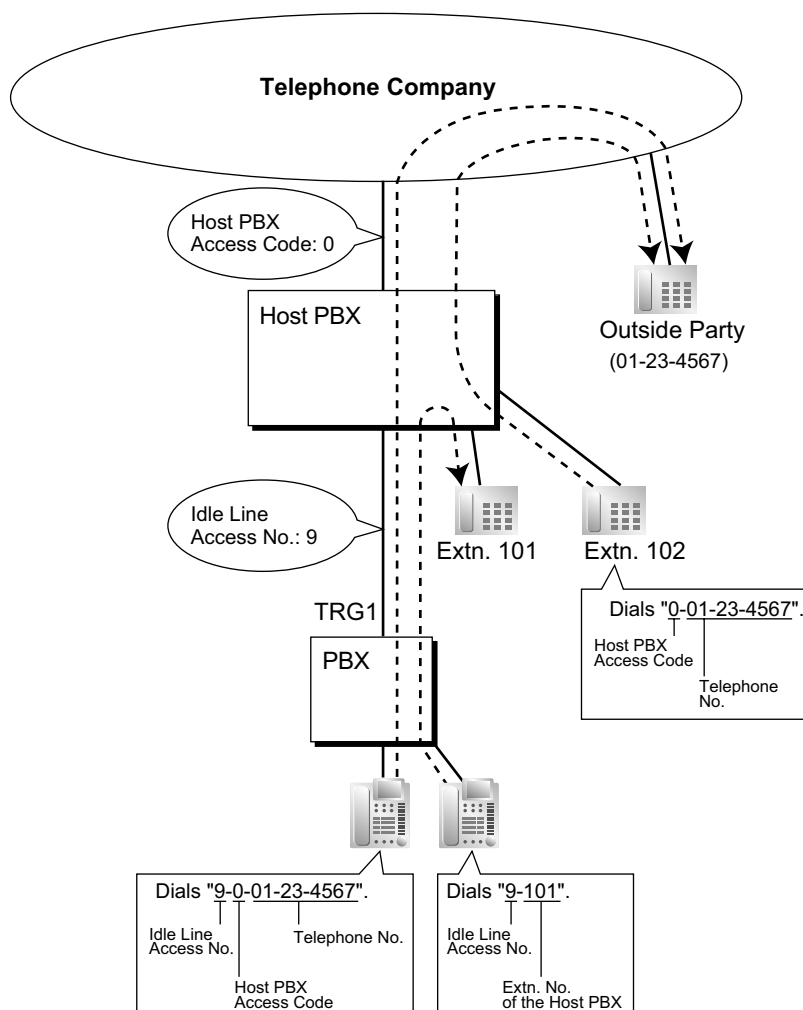 Telephone Company
Host PBX
Access Code: 0
Host PBX
Outside Party
(01-23-4567)
Idle Line
Access No.: 9
Extn. 101
Extn. 102
TRG1
PBX
Dials "0-01-23-4567".
Host PBX
Access Code
Telephone
No.
Dials "9-0-01-23-4567".
Idle Line
Access No.
Telephone No.
Host PBX
Access Code
Dials "9-101".
Idle Line
Access No.
Extn. No.
of the Host PBX